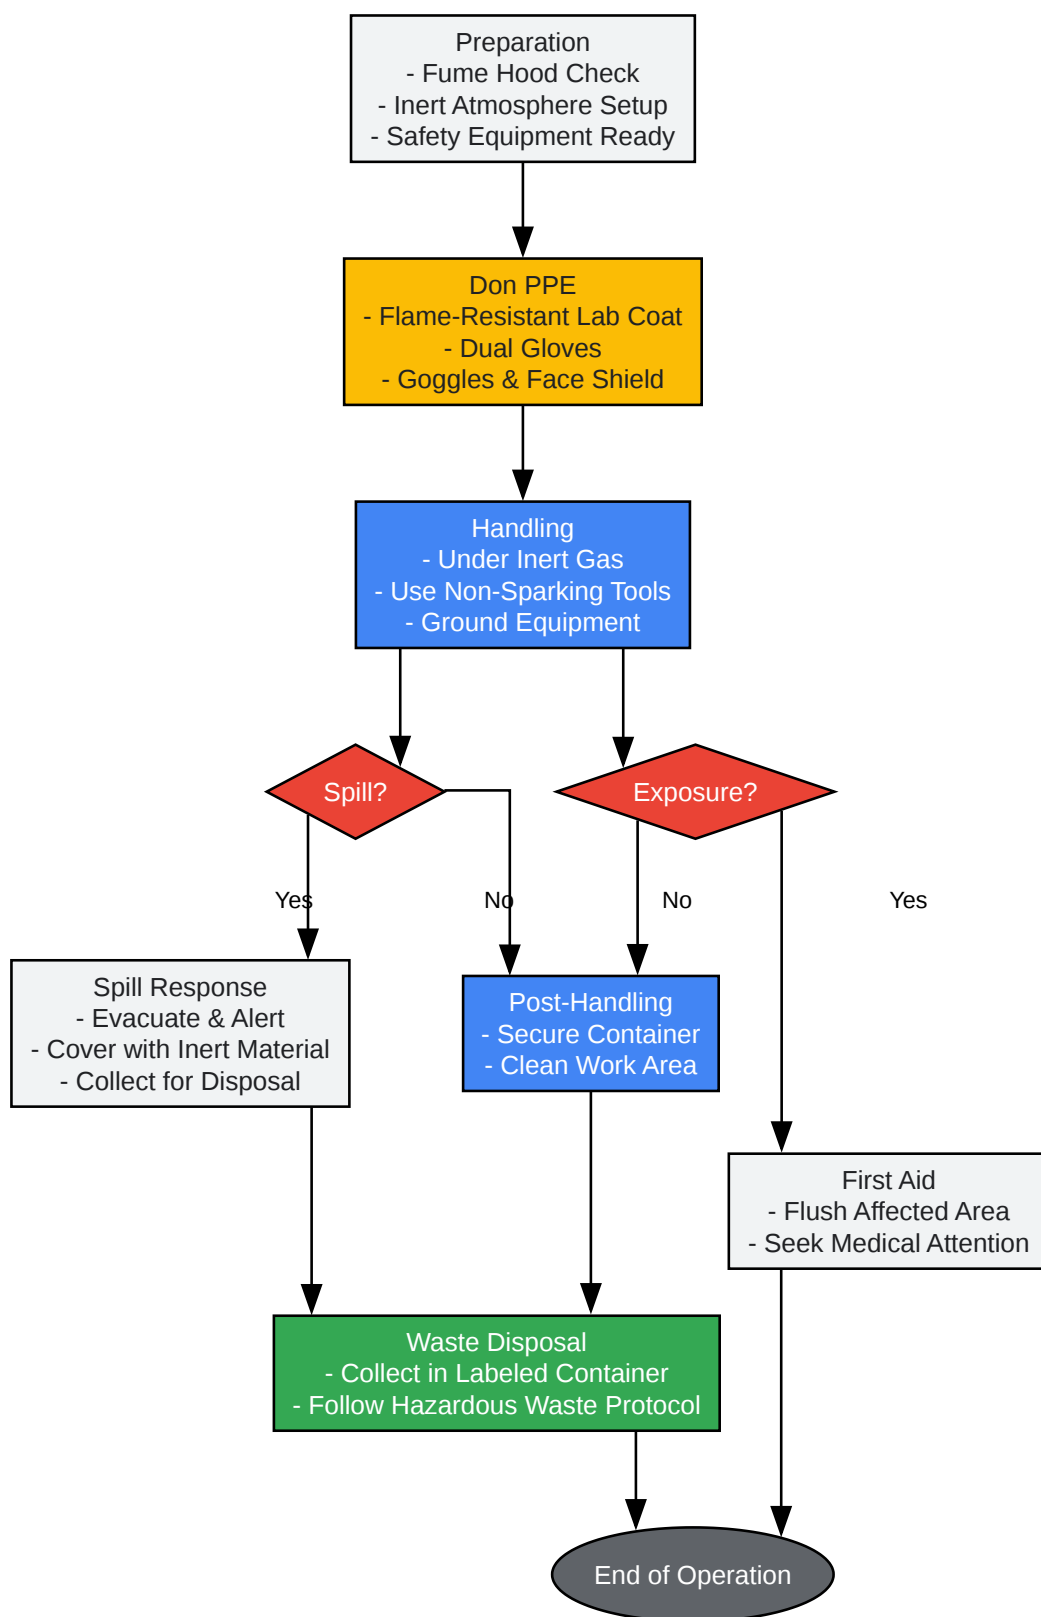 Preparation
- Fume Hood Check
- Inert Atmosphere Setup
- Safety Equipment Ready
Don PPE
- Flame-Resistant Lab Coat
- Dual Gloves
- Goggles & Face Shield
Handling
- Under Inert Gas
- Use Non-Sparking Tools
- Ground Equipment
Spill?
Exposure?
Yes
No
No
Yes
Spill Response
- Evacuate & Alert
- Cover with Inert Material
- Collect for Disposal
Post-Handling
- Secure Container
- Clean Work Area
First Aid
- Flush Affected Area
- Seek Medical Attention
Waste Disposal
- Collect in Labeled Container
- Follow Hazardous Waste Protocol
End of Operation